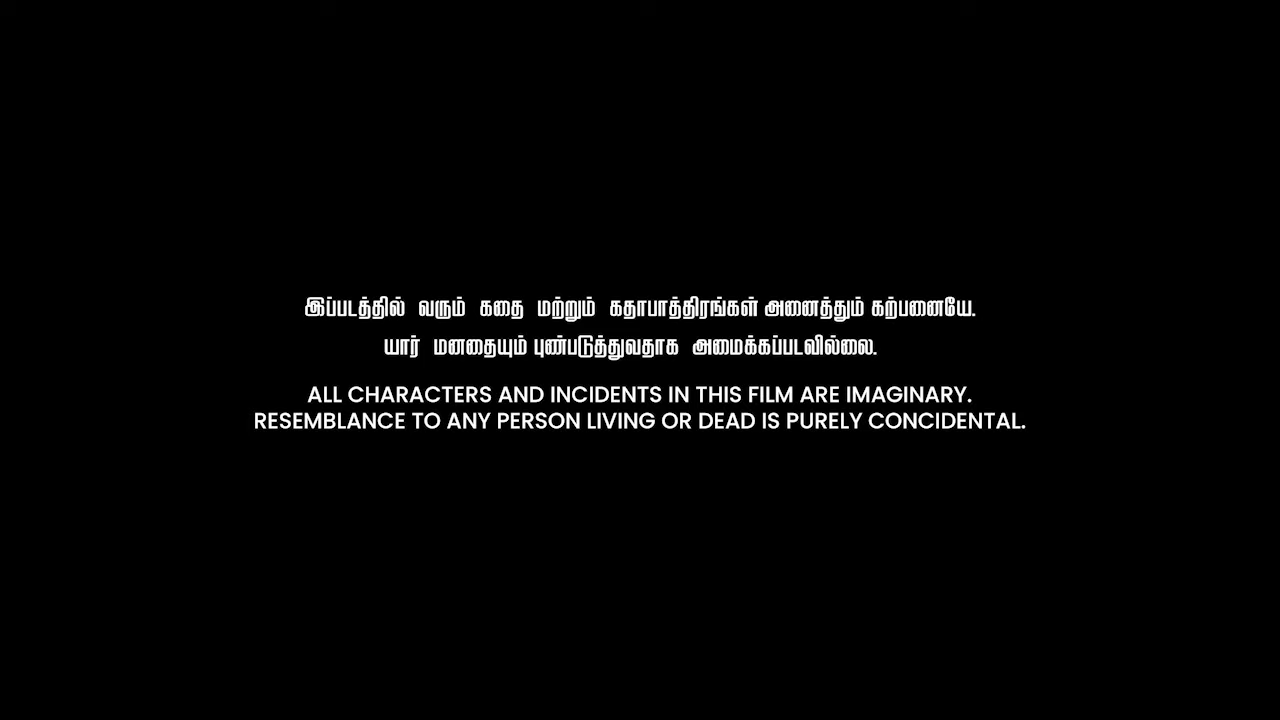 இப்படத்தில் வரும் கதை மற்றும் கதாபாத்திரங்கள் அனைத்தும் கற்பனையே.
யார் மனதையும் புண்படுத்துவதாக அமைக்கப்படவில்லை.
ALL CHARACTERS AND INCIDENTS IN THIS FILM ARE IMAGINARY.
RESEMBLANCE TO ANY PERSON LIVING OR DEAD IS PURELY CONCIDENTAL.